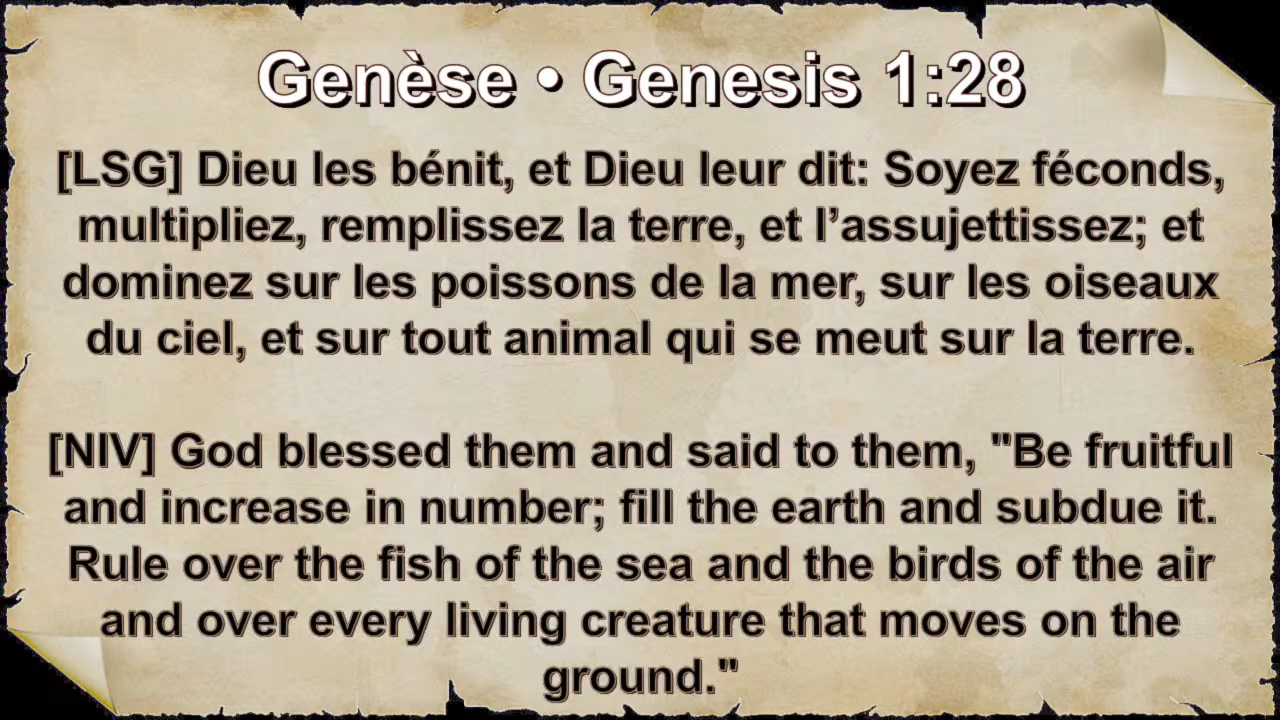 Genèse • Genesis 1:28
[LSG] Dieu les bénit, et Dieu leur dit: Soyez féconds,
multipliez, remplissez la terre, et l’assujettissez; et
dominez sur les poissons de la mer, sur les oiseaux
du ciel, et sur tout animal qui se meut sur la terre.
[NIV] God blessed them and said to them, "Be fruitful
and increase in number; fill the earth and subdue it.
Rule over the fish of the sea and the birds of the air
and over every living creature that moves on the
ground."